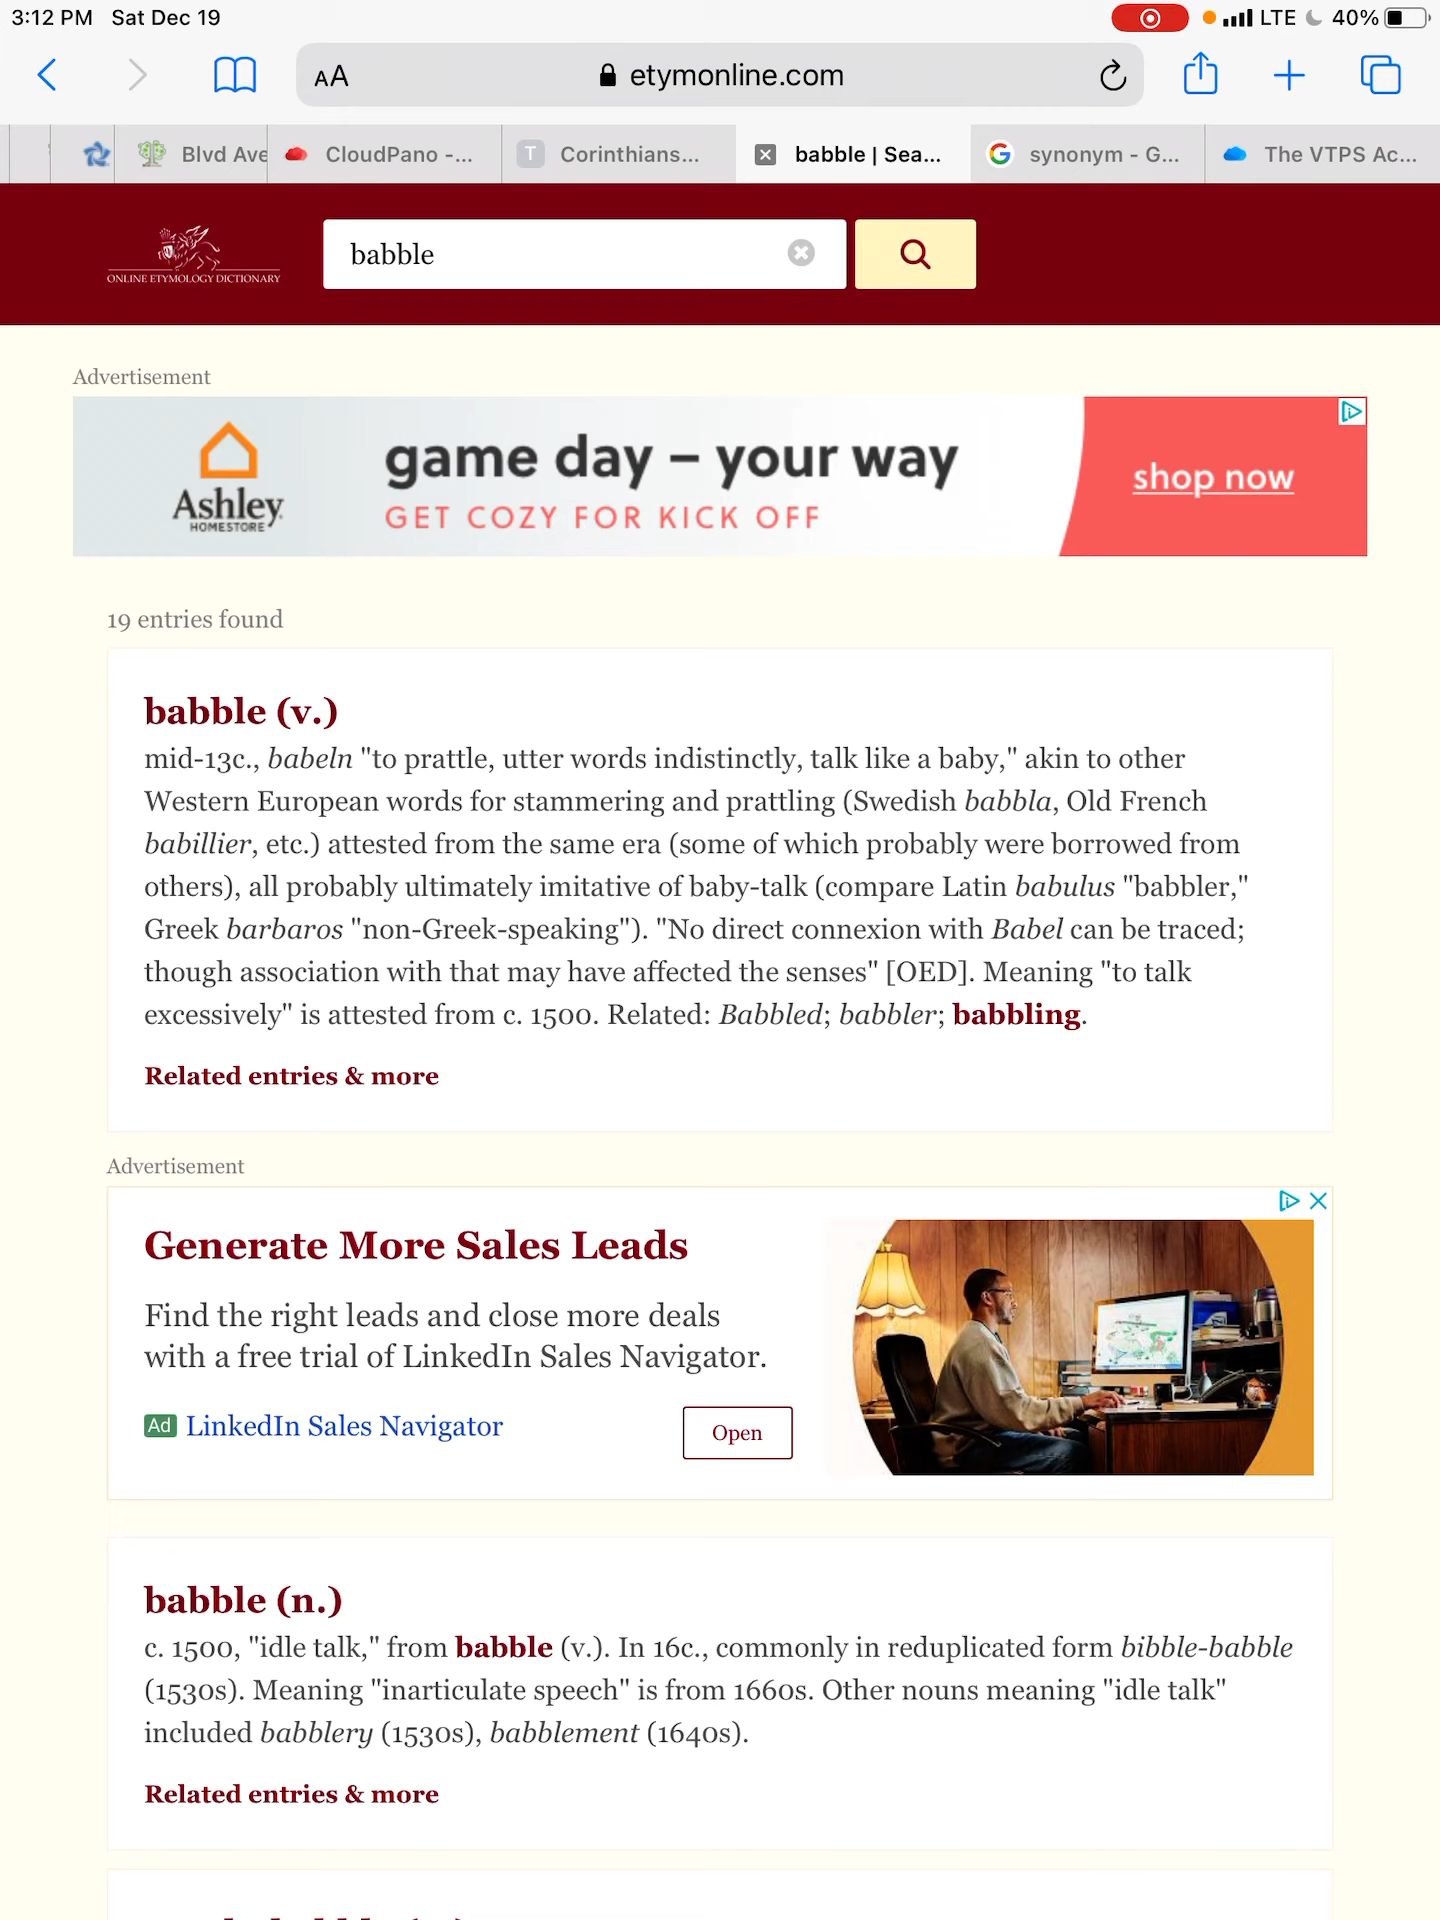 3:12 PM Sat Dec 19
LTE 40%
AA etymonline.com
Blvd Ave CloudPano -... T Corinthians... babble | Sea... synonym - G... The VTPS Ac...
ONLINE ETYMOLOGY DICTIONARY
babble
Advertisement
Ashley
HOMESTORE
game day – your way
GET COZY FOR KICK OFF
shop now
19 entries found
babble (v.)
mid-13c., babeln "to prattle, utter words indistinctly, talk like a baby," akin to other
Western European words for stammering and prattling (Swedish babbla, Old French
babillier, etc.) attested from the same era (some of which probably were borrowed from
others), all probably ultimately imitative of baby-talk (compare Latin babulus "babbler,"
Greek barbaros "non-Greek-speaking"). "No direct connexion with Babel can be traced;
though association with that may have affected the senses" [OED]. Meaning "to talk
excessively" is attested from c. 1500. Related: Babbled; babbler; babbling.
Related entries & more
Advertisement
Generate More Sales Leads
Find the right leads and close more deals
with a free trial of LinkedIn Sales Navigator.
Ad LinkedIn Sales Navigator
Open
babble (n.)
c. 1500, "idle talk," from babble (v.). In 16c., commonly in reduplicated form bibble-babble
(1530s). Meaning "inarticulate speech" is from 1660s. Other nouns meaning "idle talk"
included babblery (1530s), babblement (1640s).
Related entries & more